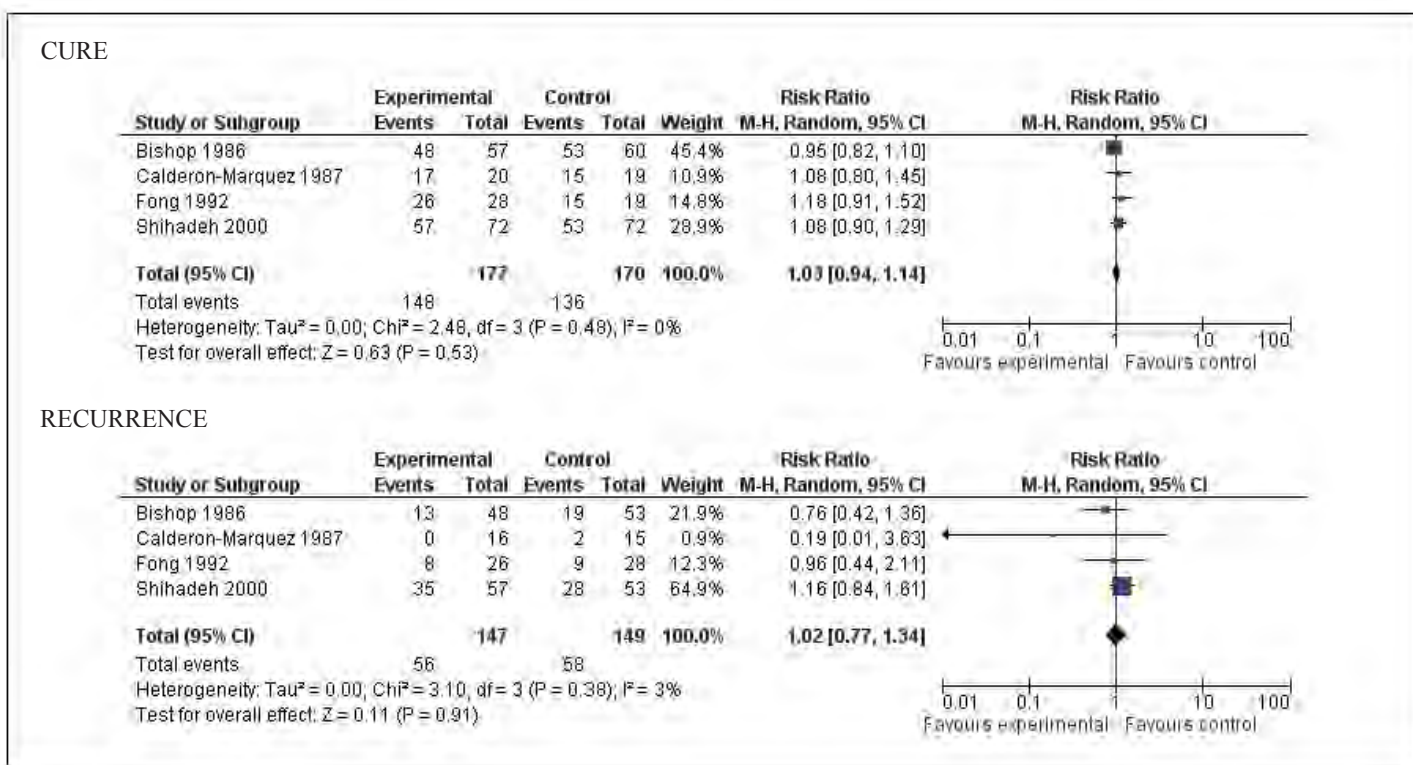 CURE
Experimental Control Risk Ratio Risk Ratio
Study or Subgroup Events Total Events Total Weight M-H, Random, 95% CI M-H, Random, 95% CI
Bishop 1986 48 57 53 60 45.4% 0.95 [0.82, 1.10]
Calderon-Marquez 1987 17 20 15 19 10.9% 1.08 [0.80, 1.45]
Fong 1992 26 28 15 19 14.8% 1.18 [0.91, 1.52]
Shihadeh 2000 57 72 53 72 28.9% 1.08 [0.90, 1.29]
Total (95% CI) 177 170 100.0% 1.03 [0.94, 1.14]
Total events 148 136
Heterogeneity: Tau² = 0.00; Chi² = 2.48, df = 3 (P = 0.48); I² = 0%
Test for overall effect: Z = 0.63 (P = 0.53)
0.01 0.1 1 10 100
Favours experimental Favours control
RECURRENCE
Experimental Control Risk Ratio Risk Ratio
Study or Subgroup Events Total Events Total Weight M-H, Random, 95% CI M-H, Random, 95% CI
Bishop 1986 13 48 19 53 21.9% 0.76 [0.42, 1.36]
Calderon-Marquez 1987 0 16 2 15 0.9% 0.19 [0.01, 3.63]
Fong 1992 8 26 9 28 12.3% 0.96 [0.44, 2.11]
Shihadeh 2000 35 57 28 53 64.9% 1.16 [0.84, 1.61]
Total (95% CI) 147 149 100.0% 1.02 [0.77, 1.34]
Total events 56 58
Heterogeneity: Tau² = 0.00; Chi² = 3.10, df = 3 (P = 0.38); I² = 3%
Test for overall effect: Z = 0.11 (P = 0.91)
0.01 0.1 1 10 100
Favours experimental Favours control